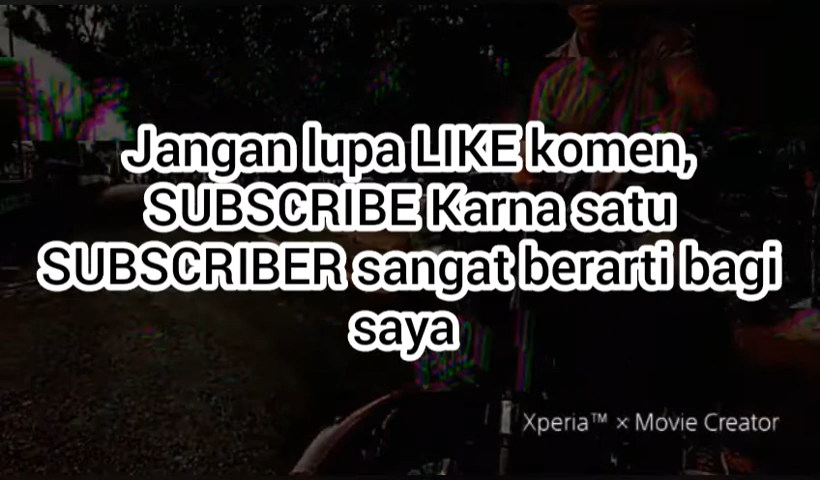 Jangan lupa LIKE komen,
SUBSCRIBE Karna satu
SUBSCRIBER sangat berarti bagi
saya
Xperia™ × Movie Creator